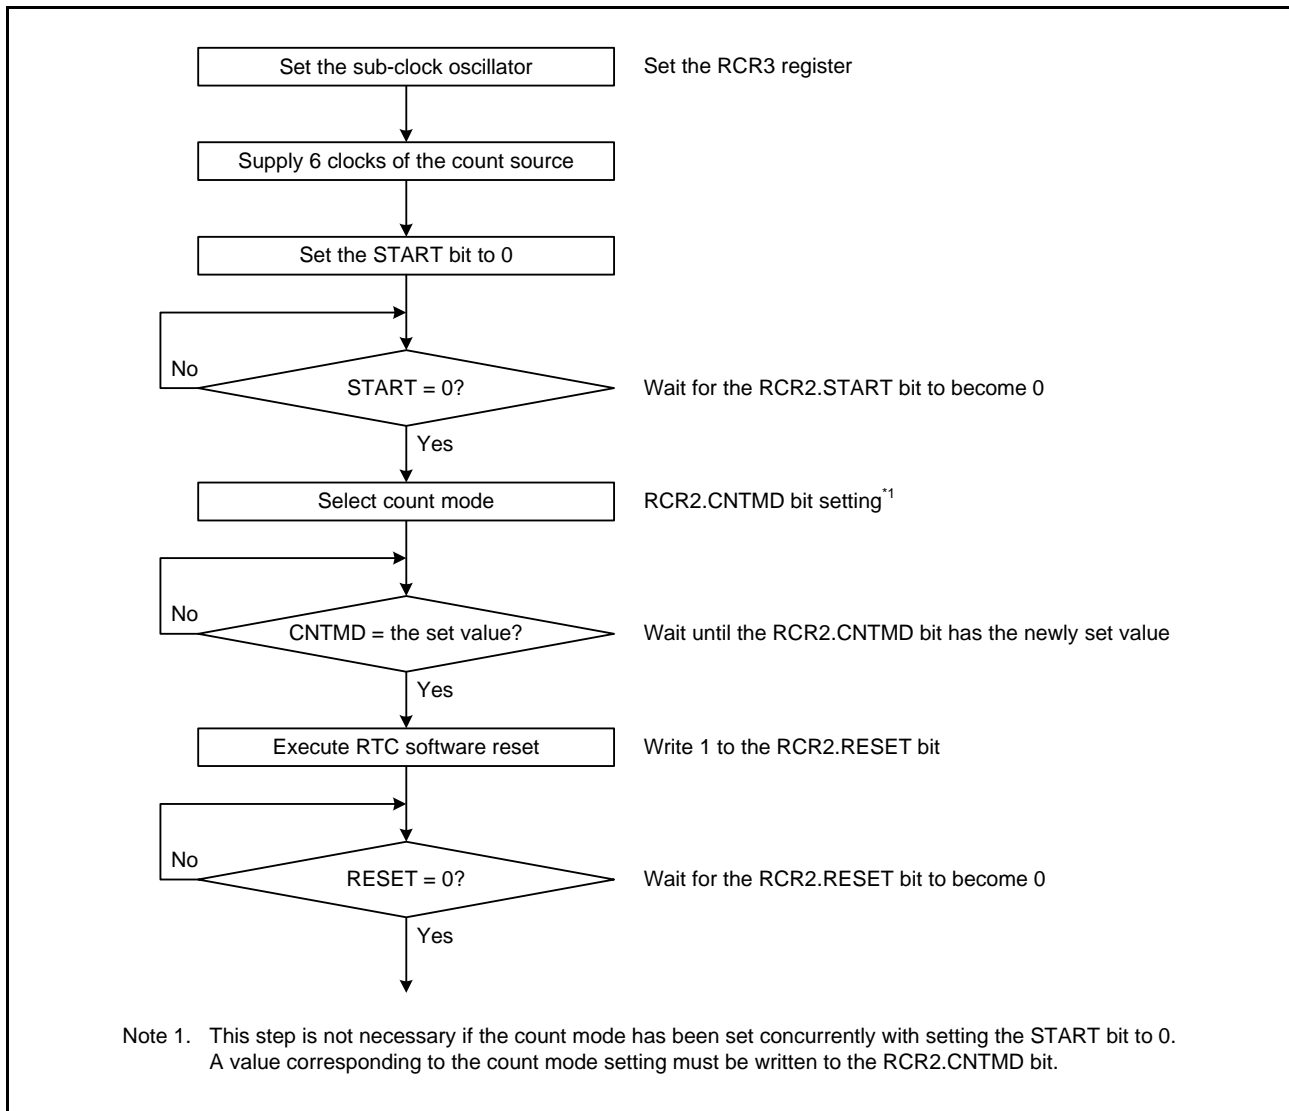 Set the sub-clock oscillator
Set the RCR3 register
Supply 6 clocks of the count source
Set the START bit to 0
No
START = 0?
Wait for the RCR2.START bit to become 0
Yes
Select count mode
RCR2.CNTMD bit setting*1
No
CNTMD = the set value?
Wait until the RCR2.CNTMD bit has the newly set value
Yes
Execute RTC software reset
Write 1 to the RCR2.RESET bit
No
RESET = 0?
Wait for the RCR2.RESET bit to become 0
Yes
Note 1. This step is not necessary if the count mode has been set concurrently with setting the START bit to 0.
A value corresponding to the count mode setting must be written to the RCR2.CNTMD bit.